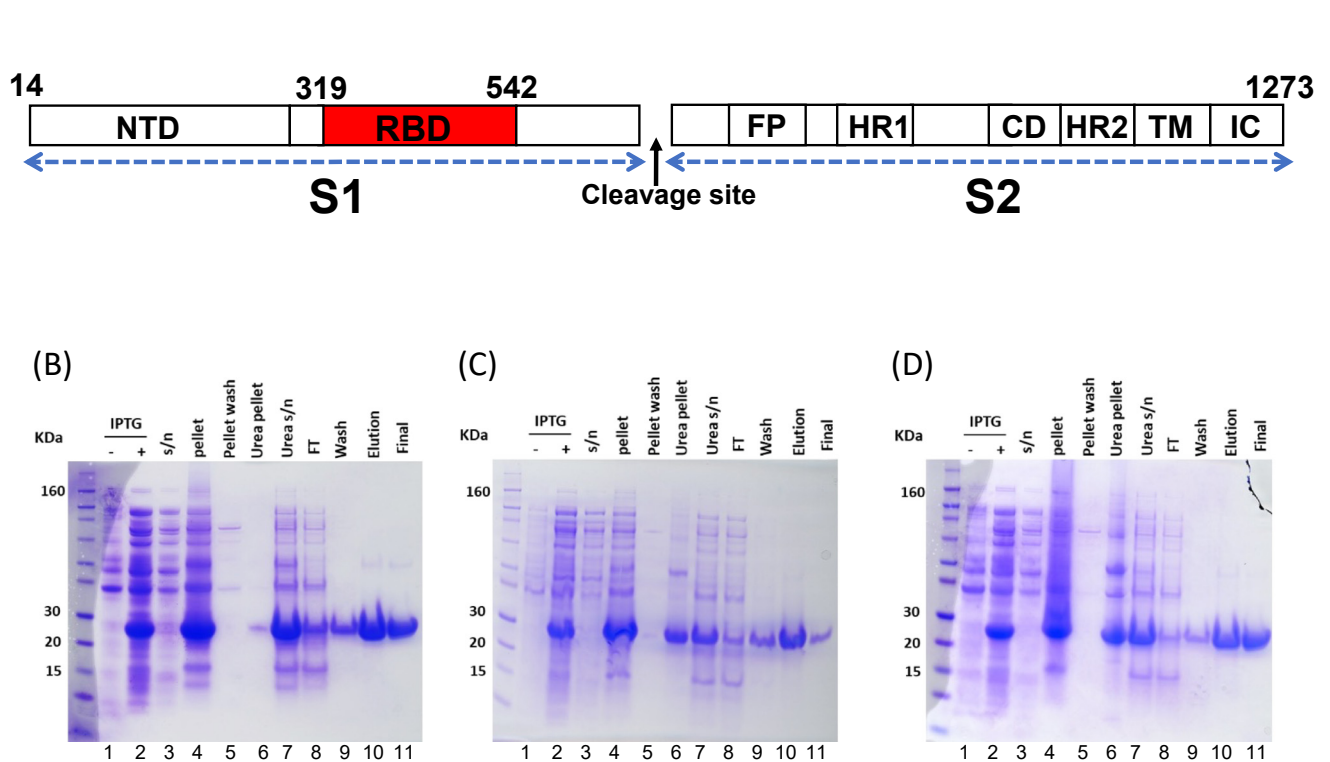 14 319 542 1273
NTD RBD FP HR1 CD HR2 TM IC
S1 Cleavage site S2
(B) (C) (D)
KDa IPTG - + s/n pellet Pellet wash Urea pellet Urea s/n FT Wash Elution Final
160
30
20
15
1 2 3 4 5 6 7 8 9 10 11
KDa IPTG - + s/n pellet Pellet wash Urea pellet Urea s/n FT Wash Elution Final
160
30
20
15
1 2 3 4 5 6 7 8 9 10 11
KDa IPTG - + s/n pellet Pellet wash Urea pellet Urea s/n FT Wash Elution Final
160
30
20
15
1 2 3 4 5 6 7 8 9 10 11